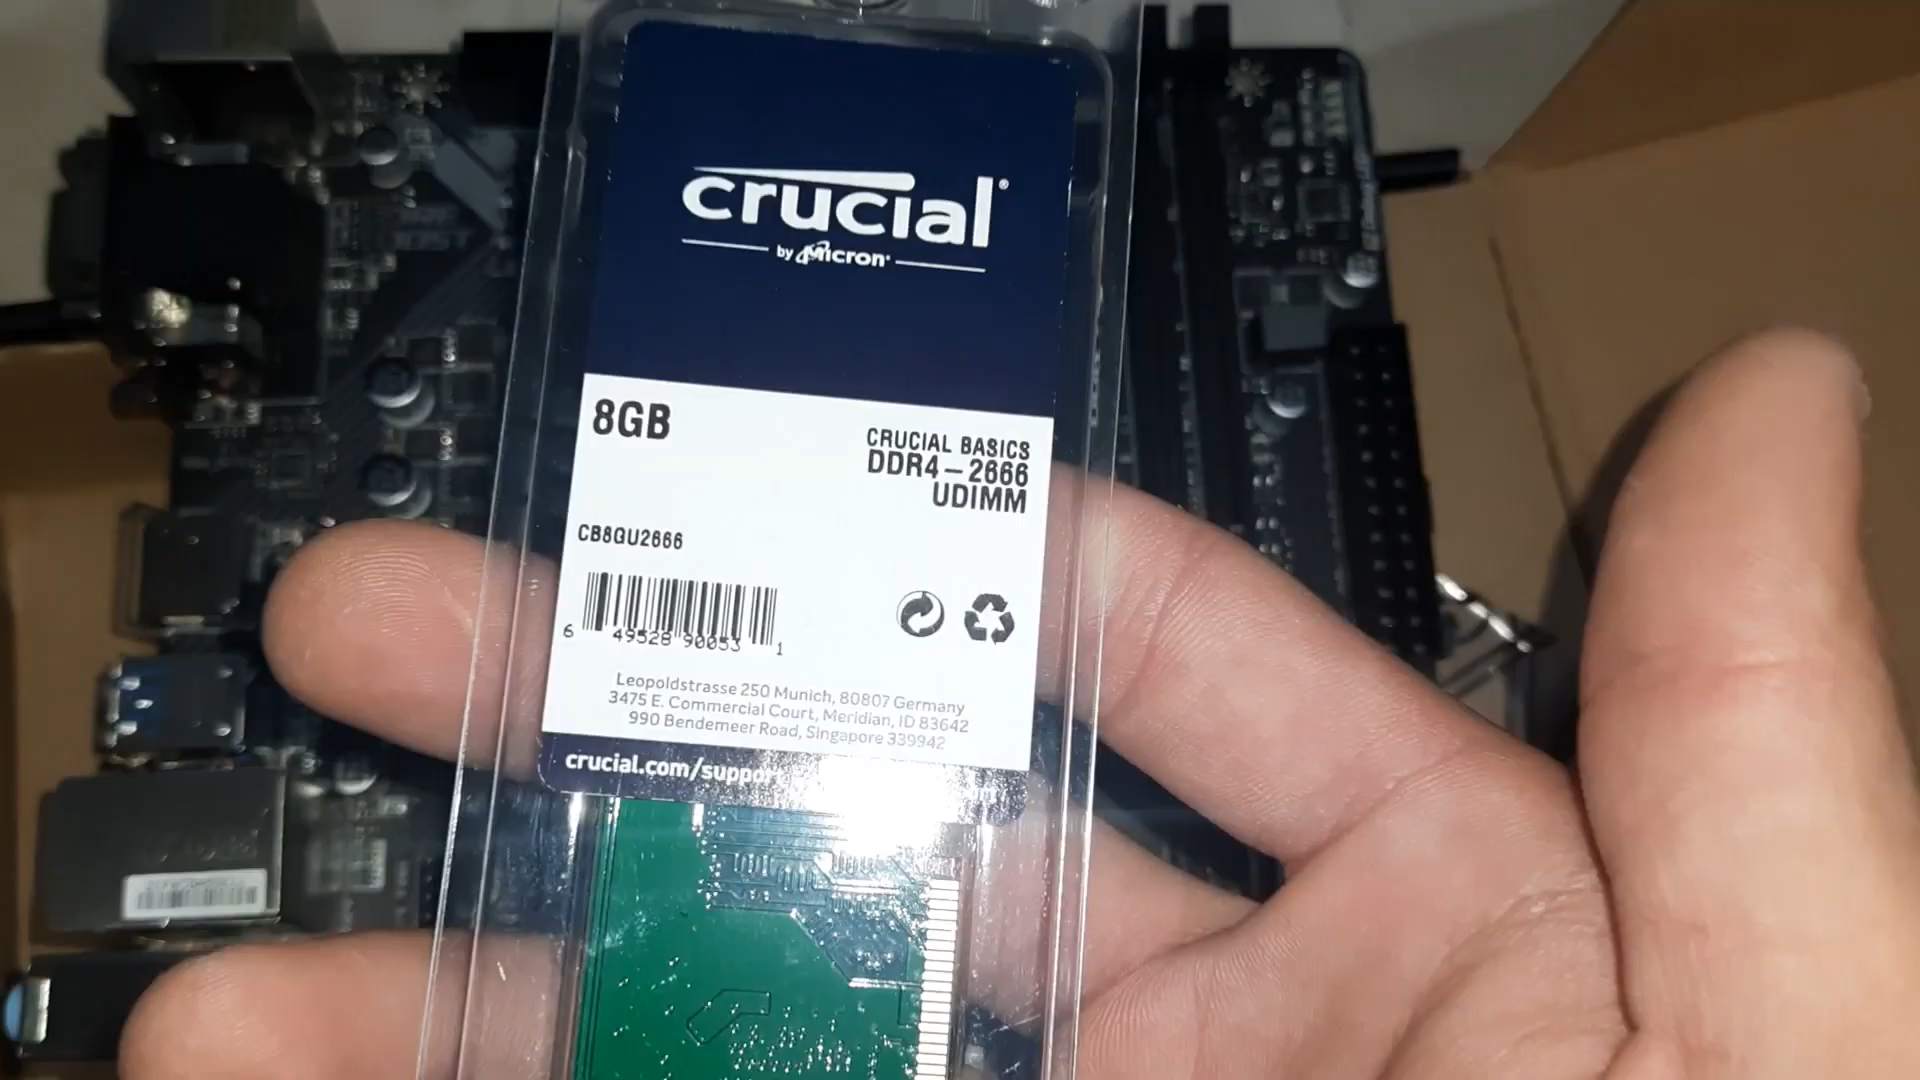 crucial®
by Micron®
8GB
CRUCIAL BASICS
DDR4-2666
UDIMM
CB8GU2666
6 49528 90053 1
Leopoldstrasse 250 Munich, 80807 Germany
3475 E. Commercial Court, Meridian, ID 83642
990 Bendemeer Road, Singapore 339942
crucial.com/support